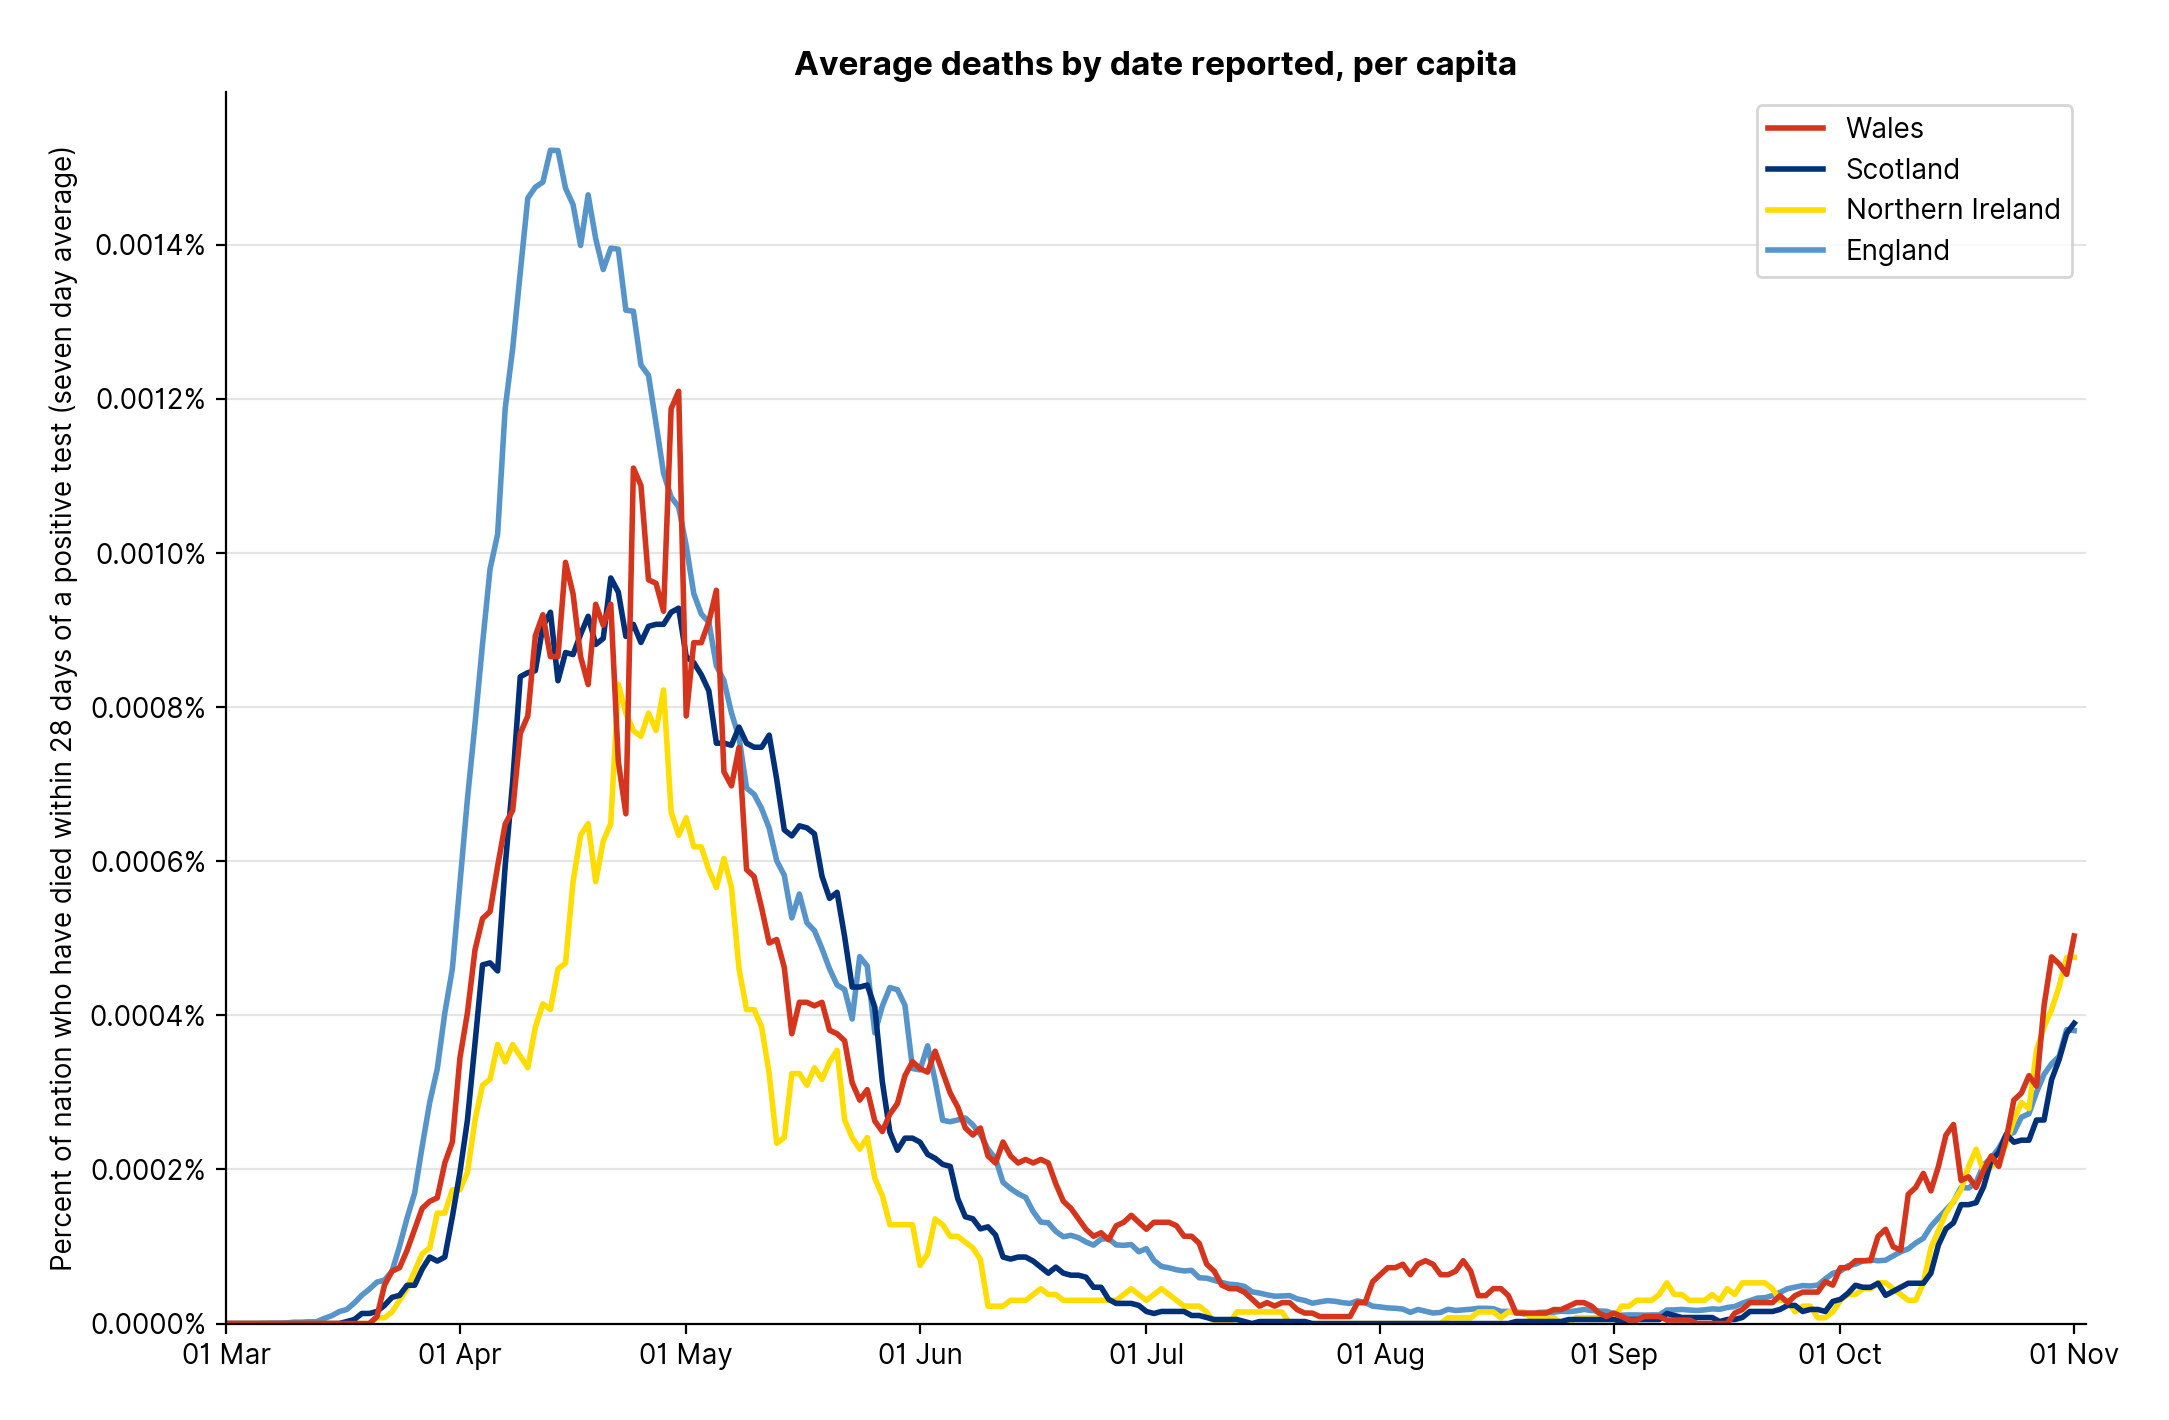 Average deaths by date reported, per capita
Wales
Scotland
Northern Ireland
England
Percent of nation who have died within 28 days of a positive test (seven day average)
0.0014%
0.0012%
0.0010%
0.0008%
0.0006%
0.0004%
0.0002%
0.0000%
01 Mar 01 Apr 01 May 01 Jun 01 Jul 01 Aug 01 Sep 01 Oct 01 Nov